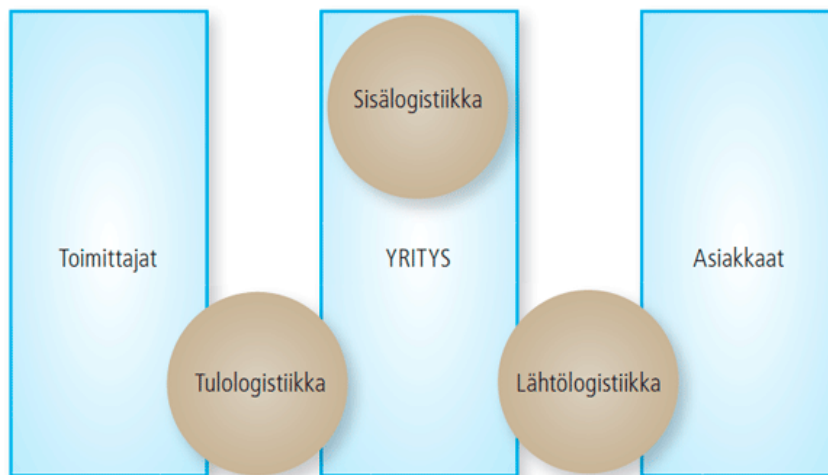 Sisälogistiikka
Toimittajat
YRITYS
Asiakkaat
Tulologistiikka
Lähtölogistiikka